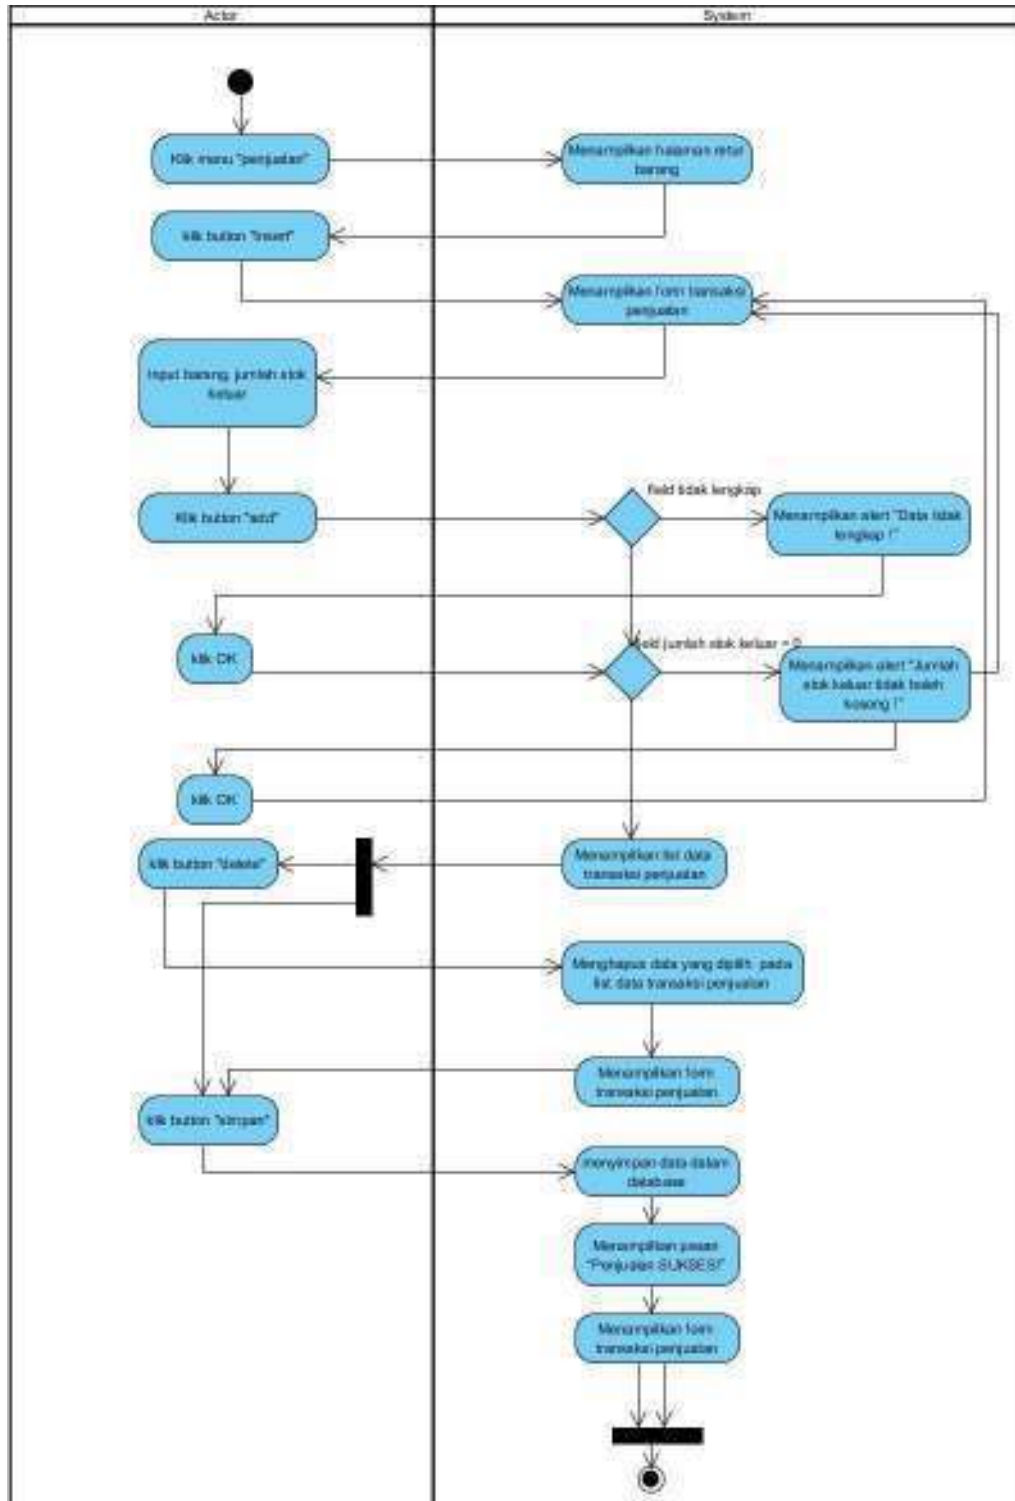 Actor
System
Klik menu "penjualan"
Menampilkan halaman retur
barang
klik button "insert"
Menampilkan form transaksi
penjualan
Input barang, jumlah stok
keluar
Klik button "add"
field tidak lengkap
Menampilkan alert "Data tidak
lengkap !"
klik OK
field jumlah stok keluar = 0
Menampilkan alert "Jumlah
stok keluar tidak boleh
kosong !"
klik OK
klik button "delete"
Menampilkan list data
transaksi penjualan
Menghapus data yang dipilih pada
list data transaksi penjualan
Menampilkan form
transaksi penjualan
klik button "simpan"
menyimpan data dalam
database
Menampilkan pesan
"Penjualan SUKSES!"
Menampilkan form
transaksi penjualan